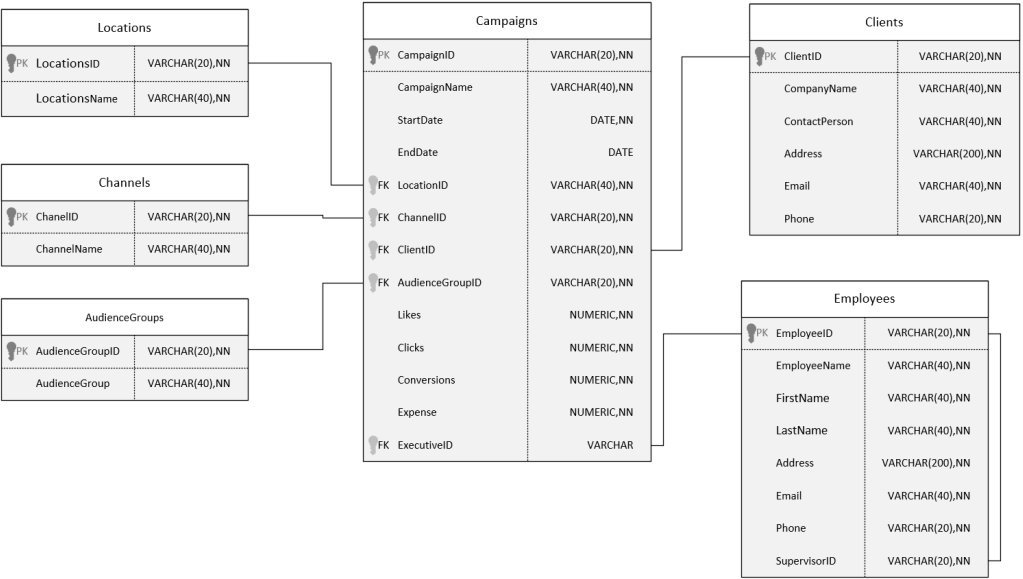 Locations
PK LocationsID VARCHAR(20),NN
LocationsName VARCHAR(40),NN
Channels
PK ChanelID VARCHAR(20),NN
ChannelName VARCHAR(40),NN
AudienceGroups
PK AudienceGroupID VARCHAR(20),NN
AudienceGroup VARCHAR(40),NN
Campaigns
PK CampaignID VARCHAR(20),NN
CampaignName VARCHAR(40),NN
StartDate DATE,NN
EndDate DATE
FK LocationID VARCHAR(40),NN
FK ChannelID VARCHAR(20),NN
FK ClientID VARCHAR(20),NN
FK AudienceGroupID VARCHAR(20),NN
Likes NUMERIC,NN
Clicks NUMERIC,NN
Conversions NUMERIC,NN
Expense NUMERIC,NN
FK ExecutiveID VARCHAR
Clients
PK ClientID VARCHAR(20),NN
CompanyName VARCHAR(40),NN
ContactPerson VARCHAR(40),NN
Address VARCHAR(200),NN
Email VARCHAR(40),NN
Phone VARCHAR(20),NN
Employees
PK EmployeeID VARCHAR(20),NN
EmployeeName VARCHAR(40),NN
FirstName VARCHAR(40),NN
LastName VARCHAR(40),NN
Address VARCHAR(200),NN
Email VARCHAR(40),NN
Phone VARCHAR(20),NN
SupervisorID VARCHAR(20),NN